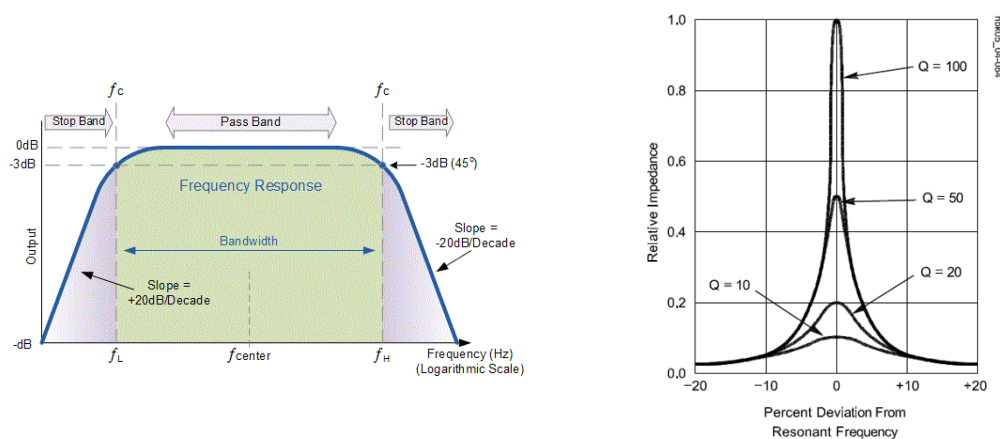 fC
fC
Stop Band
Pass Band
Stop Band
0dB
-3dB
-3dB (45°)
Frequency Response
Output
Bandwidth
Slope =
-20dB/Decade
Slope =
+20dB/Decade
-dB
fL
fcenter
fH
Frequency (Hz)
(Logarithmic Scale)
1.0
0.8
0.6
0.4
0.2
0.0
Relative Impedance
Q = 100
Q = 50
Q = 20
Q = 10
−20
−10
0
+10
+20
Percent Deviation From
Resonant Frequency